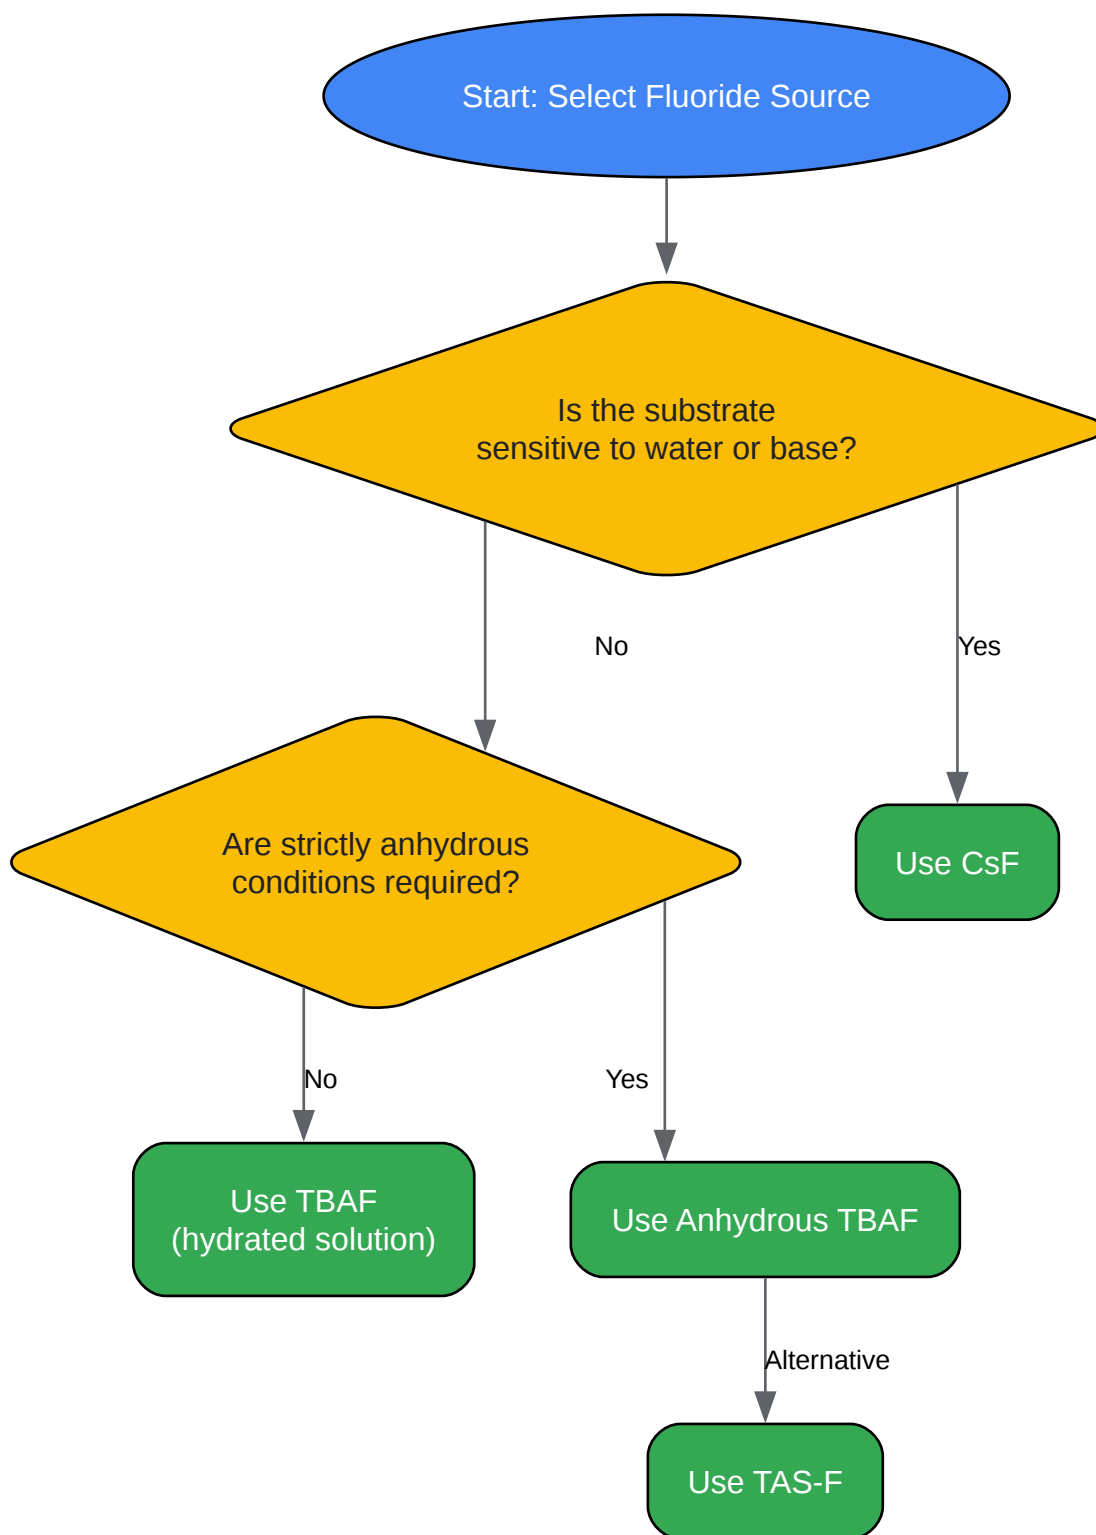 Start: Select Fluoride Source
Is the substrate
sensitive to water or base?
No
Yes
Are strictly anhydrous
conditions required?
Use CsF
No
Yes
Use TBAF
(hydrated solution)
Use Anhydrous TBAF
Alternative
Use TAS-F